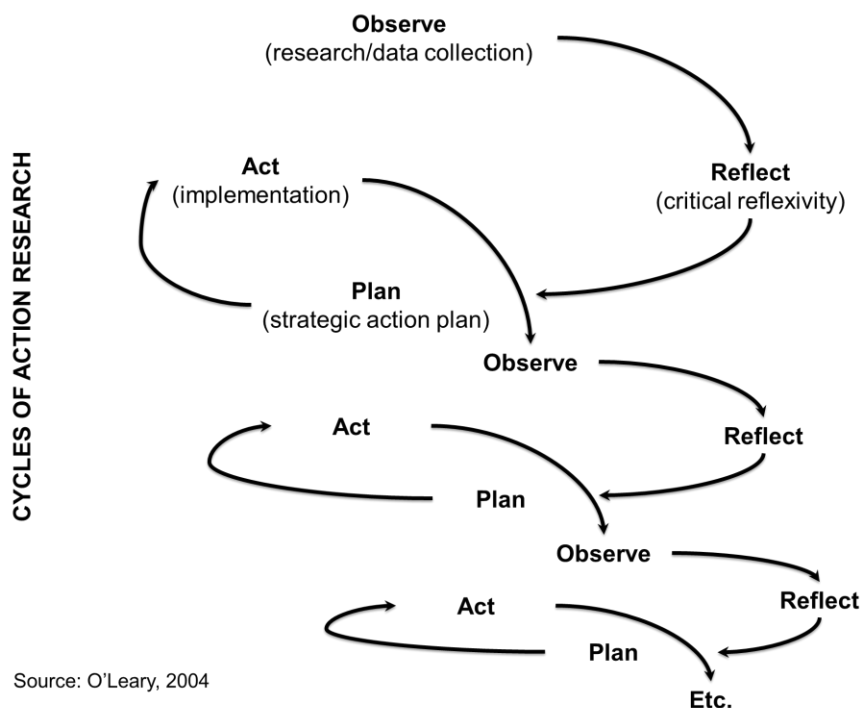 CYCLES OF ACTION RESEARCH
Observe
(research/data collection)
Reflect
(critical reflexivity)
Plan
(strategic action plan)
Act
(implementation)
Observe
Reflect
Plan
Act
Observe
Reflect
Plan
Act
Etc.
Source: O’Leary, 2004